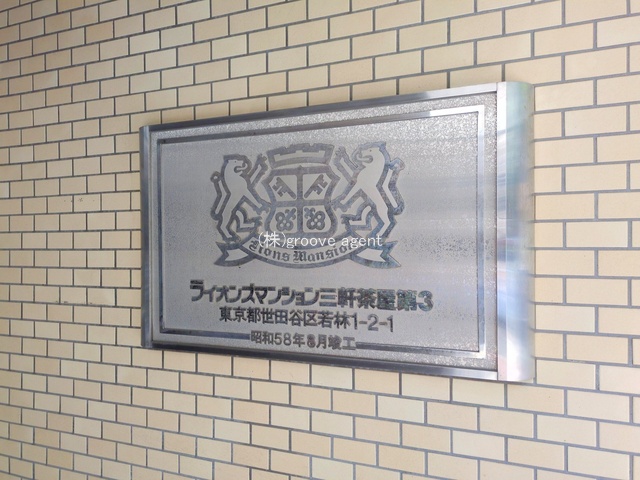 (株)groove agent
Lions Mansion
ライオンズマンション三軒茶屋第3
東京都世田谷区若林1-2-1
昭和58年8月竣工